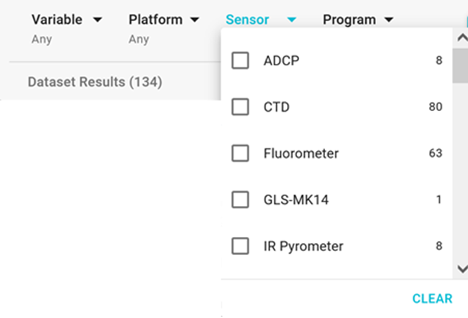 Variable Platform Sensor Program
Any Any
Dataset Results (134)
ADCP 8
CTD 80
Fluorometer 63
GLS-MK14 1
IR Pyrometer 8
CLEAR